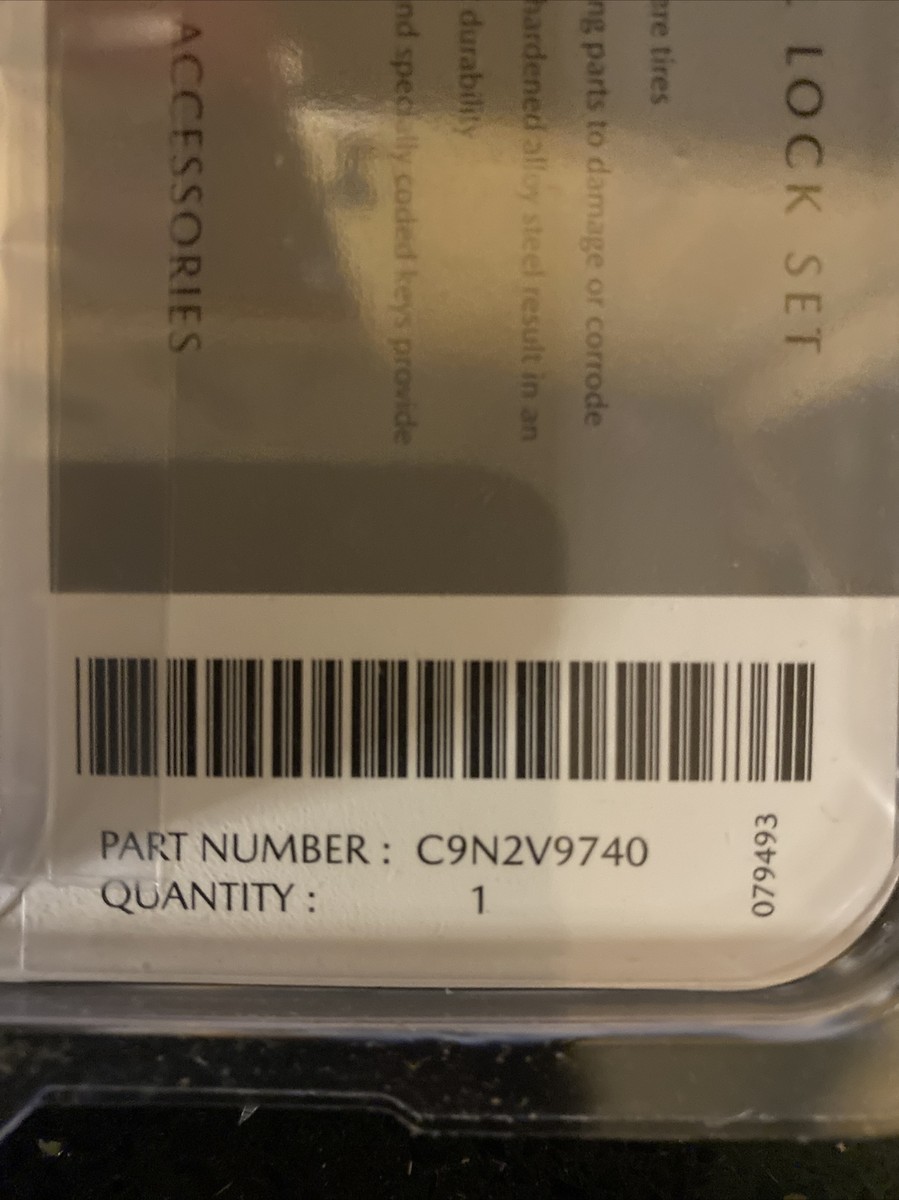 LOCK SET
are tires
ng parts to damage or corrode
hardened alloy steel result in an
durability
nd specially coded keys provide
ACCESSORIES
PART NUMBER : C9N2V9740
QUANTITY : 1
079493